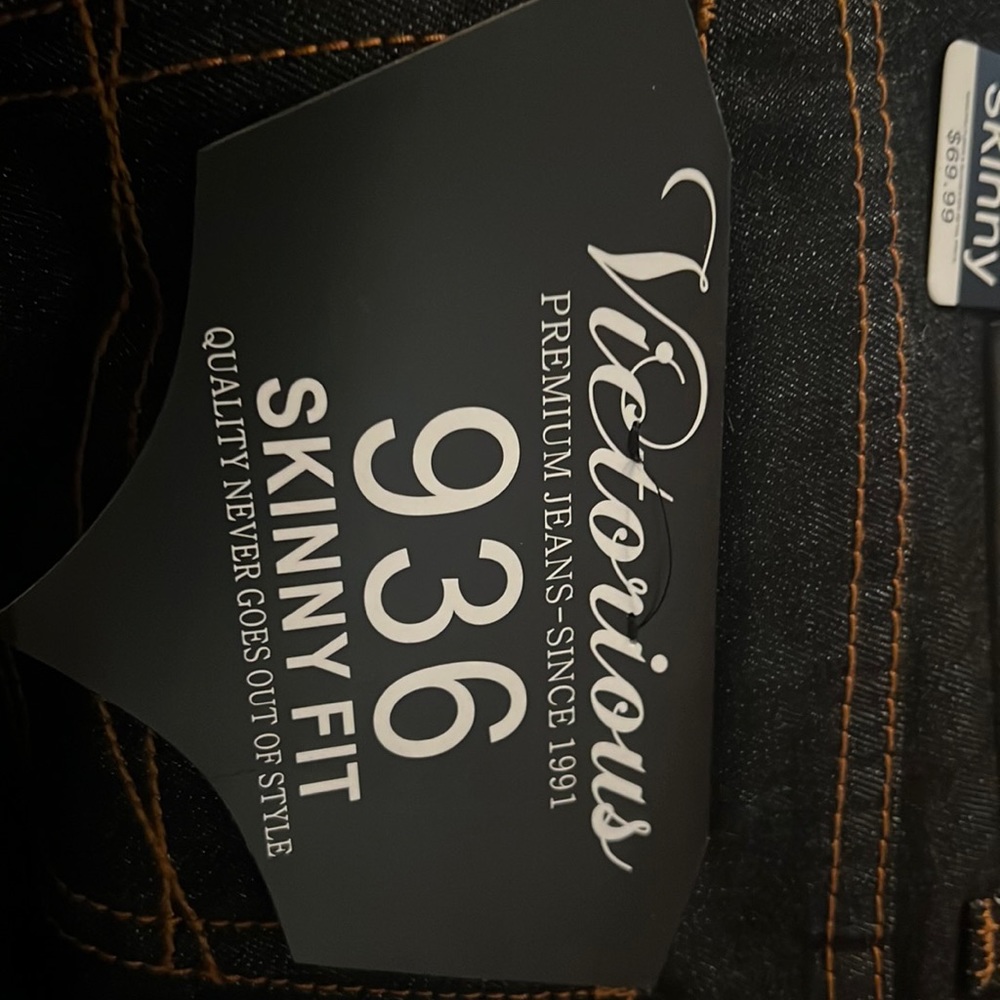 Victorious
PREMIUM JEANS-SINCE 1991
936
SKINNY FIT
QUALITY NEVER GOES OUT OF STYLE
skinny
$69.99